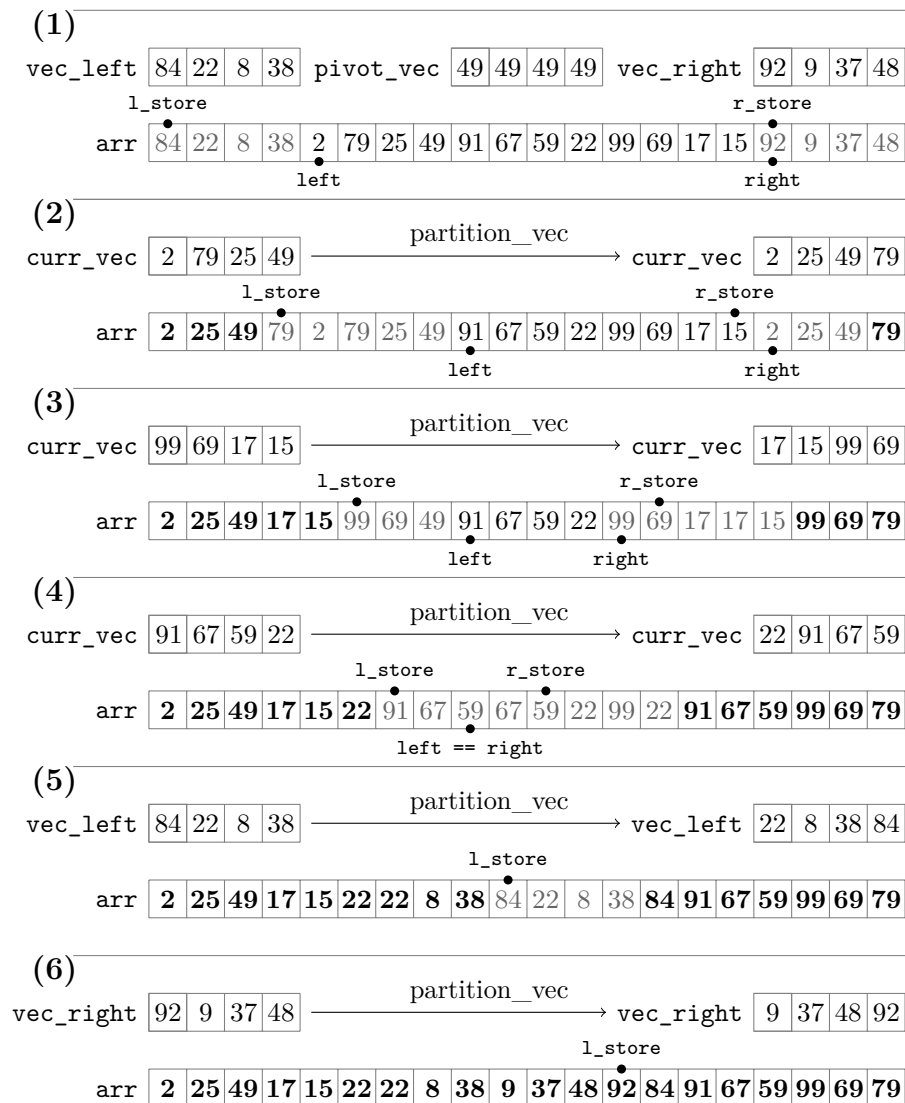 (1)
vec_left 84 22 8 38 pivot_vec 49 49 49 49 vec_right 92 9 37 48
l_store r_store
arr 84 22 8 38 2 79 25 49 91 67 59 22 99 69 17 15 92 9 37 48
left right
(2)
partition_vec
curr_vec 2 79 25 49 curr_vec 2 25 49 79
l_store r_store
arr 2 25 49 79 2 79 25 49 91 67 59 22 99 69 17 15 2 25 49 79
left right
(3)
partition_vec
curr_vec 99 69 17 15 curr_vec 17 15 99 69
l_store r_store
arr 2 25 49 17 15 99 69 49 91 67 59 22 99 69 17 17 15 99 69 79
left right
(4)
partition_vec
curr_vec 91 67 59 22 curr_vec 22 91 67 59
l_store r_store
arr 2 25 49 17 15 22 91 67 59 67 59 22 99 22 91 67 59 99 69 79
left == right
(5)
partition_vec
vec_left 84 22 8 38 vec_left 22 8 38 84
l_store
arr 2 25 49 17 15 22 22 8 38 84 22 8 38 84 91 67 59 99 69 79
(6)
partition_vec
vec_right 92 9 37 48 vec_right 9 37 48 92
l_store
arr 2 25 49 17 15 22 22 8 38 9 37 48 92 84 91 67 59 99 69 79